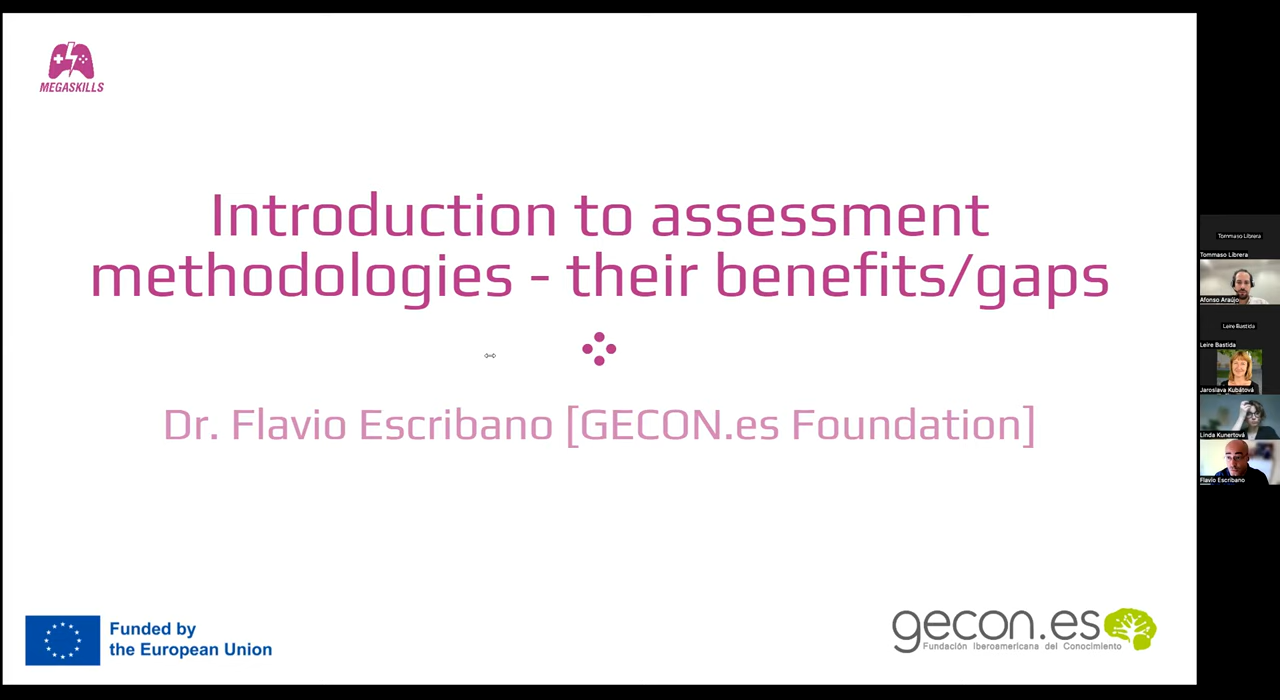 MEGASKILLS
Introduction to assessment
methodologies - their benefits/gaps
Dr. Flavio Escribano [GECON.es Foundation]
Funded by
the European Union
gecon.es
Fundación Iberoamericana del Conocimiento
Tommaso Librera
Tommaso Librera
Afonso Araújo
Leire Bastida
Leire Bastida
Jaroslava Kubátová
Linda Kunertová
Flavio Escribano